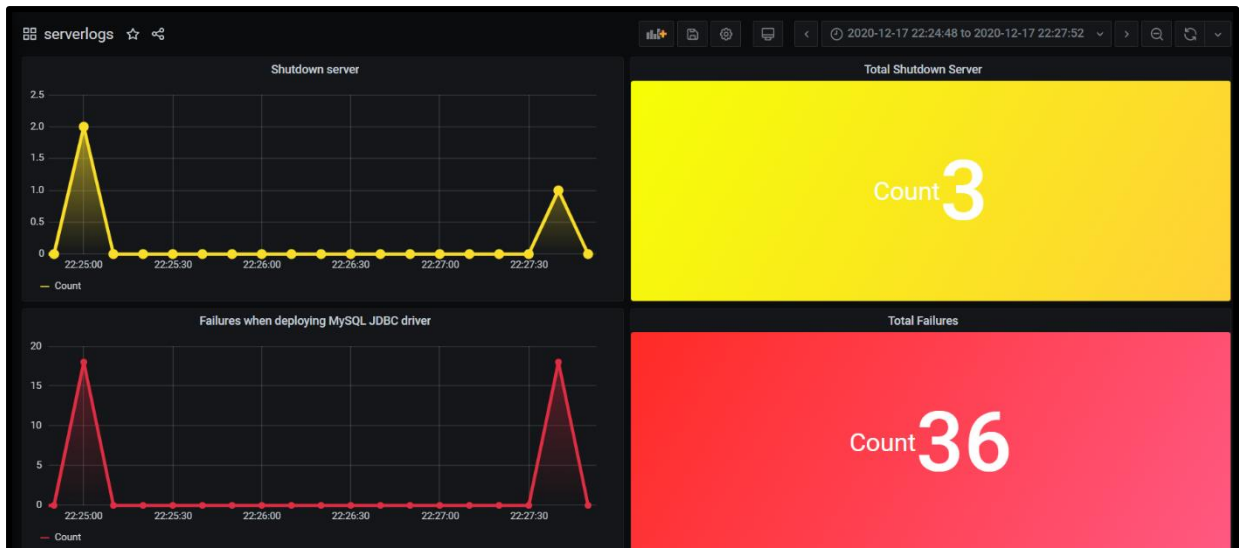 serverlogs
2020-12-17 22:24:48 to 2020-12-17 22:27:52
Shutdown server
2.5
2.0
1.5
1.0
0.5
0
22:25:00 22:25:30 22:26:00 22:26:30 22:27:00 22:27:30
Count
Total Shutdown Server
Count 3
Failures when deploying MySQL JDBC driver
20
15
10
5
0
22:25:00 22:25:30 22:26:00 22:26:30 22:27:00 22:27:30
Count
Total Failures
Count 36